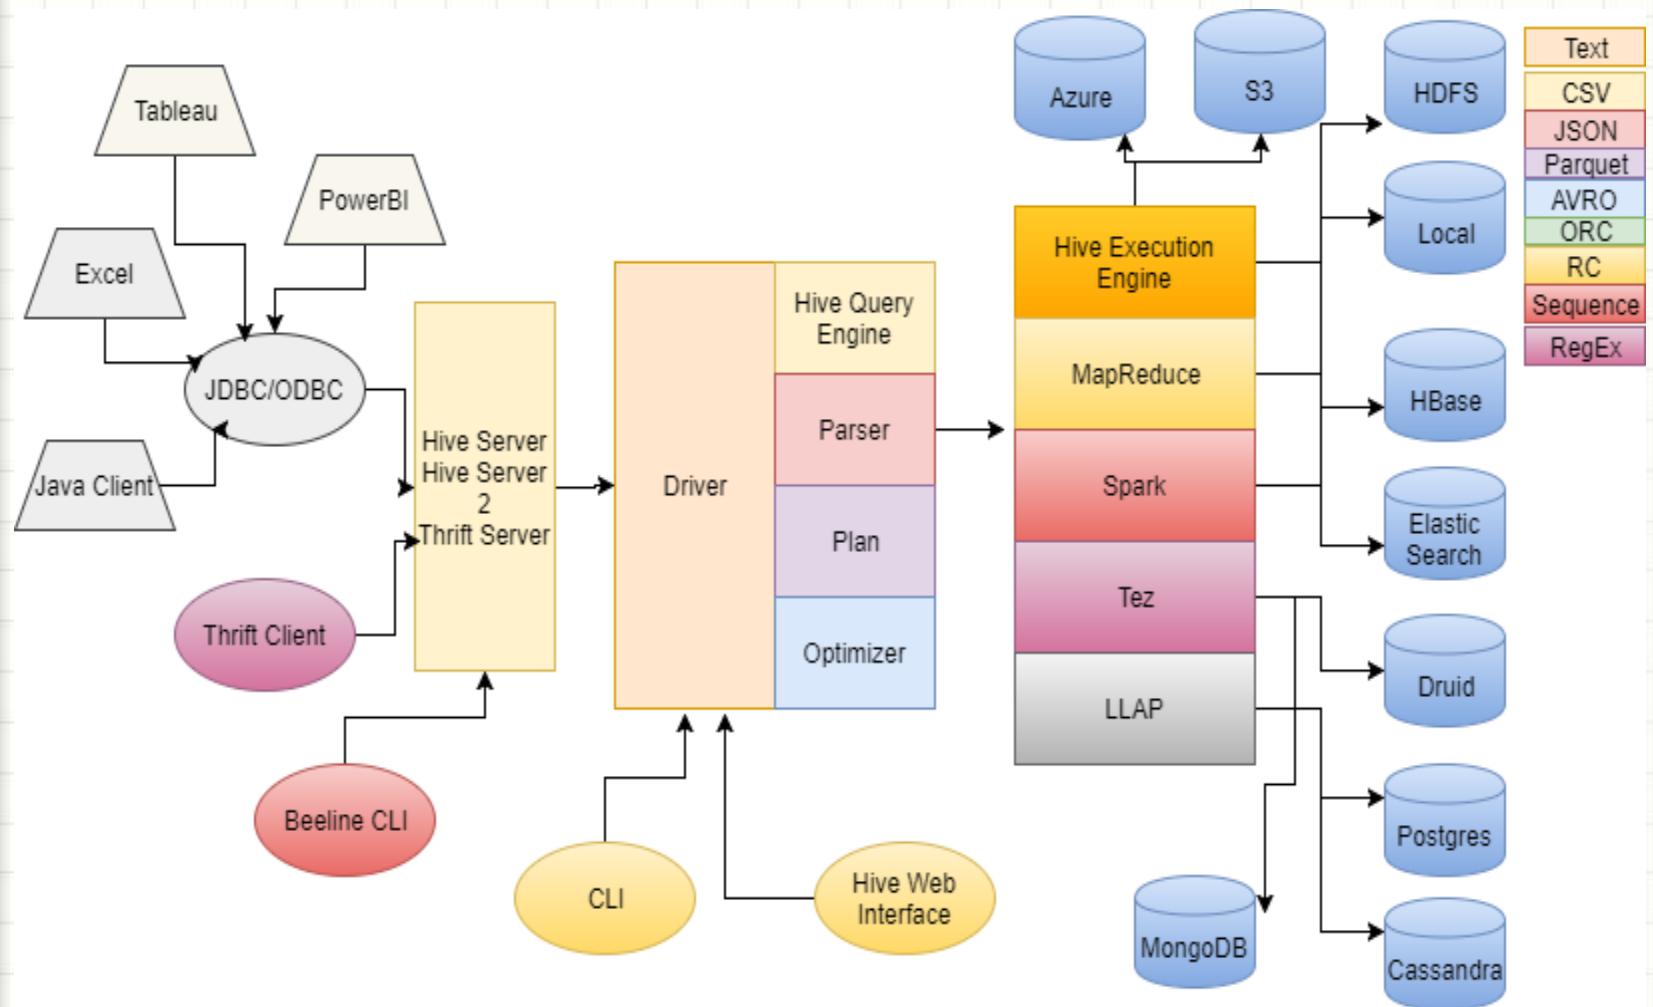 Tableau
PowerBI
Excel
JDBC/ODBC
Java Client
Thrift Client
Beeline CLI
Hive Server
Hive Server
2
Thrift Server
Driver
Hive Query
Engine
Parser
Plan
Optimizer
CLI
Hive Web
Interface
Azure
S3
Hive Execution
Engine
MapReduce
Spark
Tez
LLAP
HDFS
Local
HBase
Elastic
Search
Druid
Postgres
MongoDB
Cassandra
Text
CSV
JSON
Parquet
AVRO
ORC
RC
Sequence
RegEx